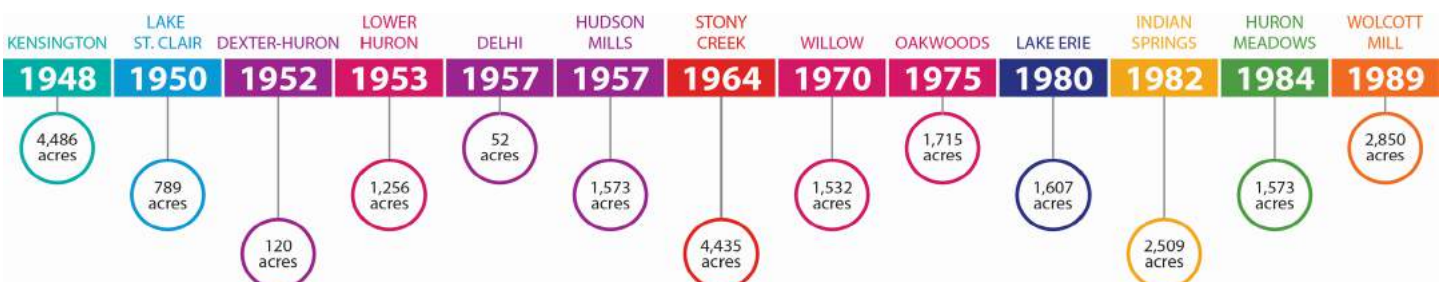 KENSINGTON
1948
4,486
acres
LAKE
ST. CLAIR
1950
789
acres
DEXTER-HURON
1952
120
acres
LOWER
HURON
1953
1,256
acres
DELHI
1957
52
acres
HUDSON
MILLS
1957
1,573
acres
STONY
CREEK
1964
4,435
acres
WILLOW
1970
1,532
acres
OAKWOODS
1975
1,715
acres
LAKE ERIE
1980
1,607
acres
INDIAN
SPRINGS
1982
2,509
acres
HURON
MEADOWS
1984
1,573
acres
WOLCOTT
MILL
1989
2,850
acres